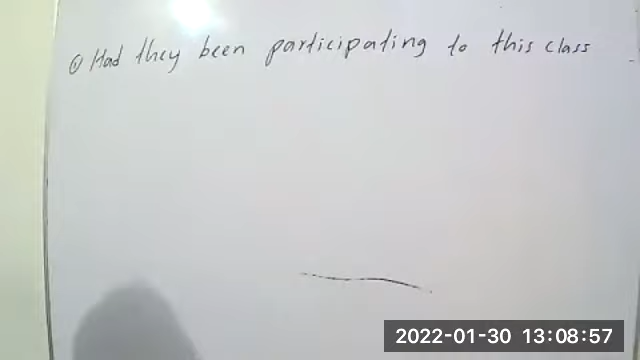 ① Had they been participating to this class
2022-01-30 13:08:57